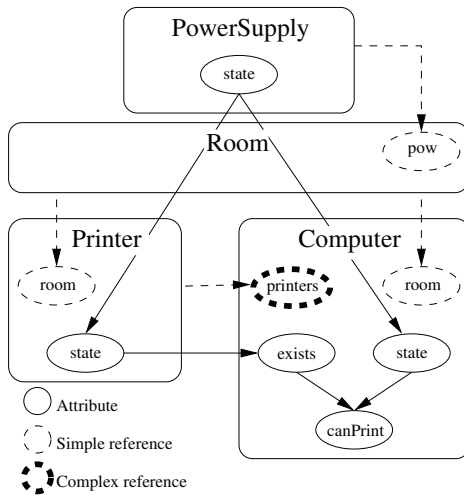 PowerSupply
state
Room
pow
Printer
Computer
room
printers
room
state
exists
state
canPrint
Attribute
Simple reference
Complex reference